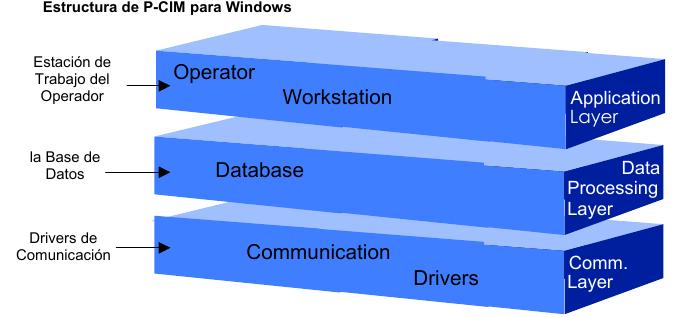 Estructura de P-CIM para Windows
Estación de
Trabajo del
Operador
Operator
Workstation
Application
Layer
la Base de
Datos
Database
Data
Processing
Layer
Drivers de
Comunicación
Communication
Drivers
Comm.
Layer